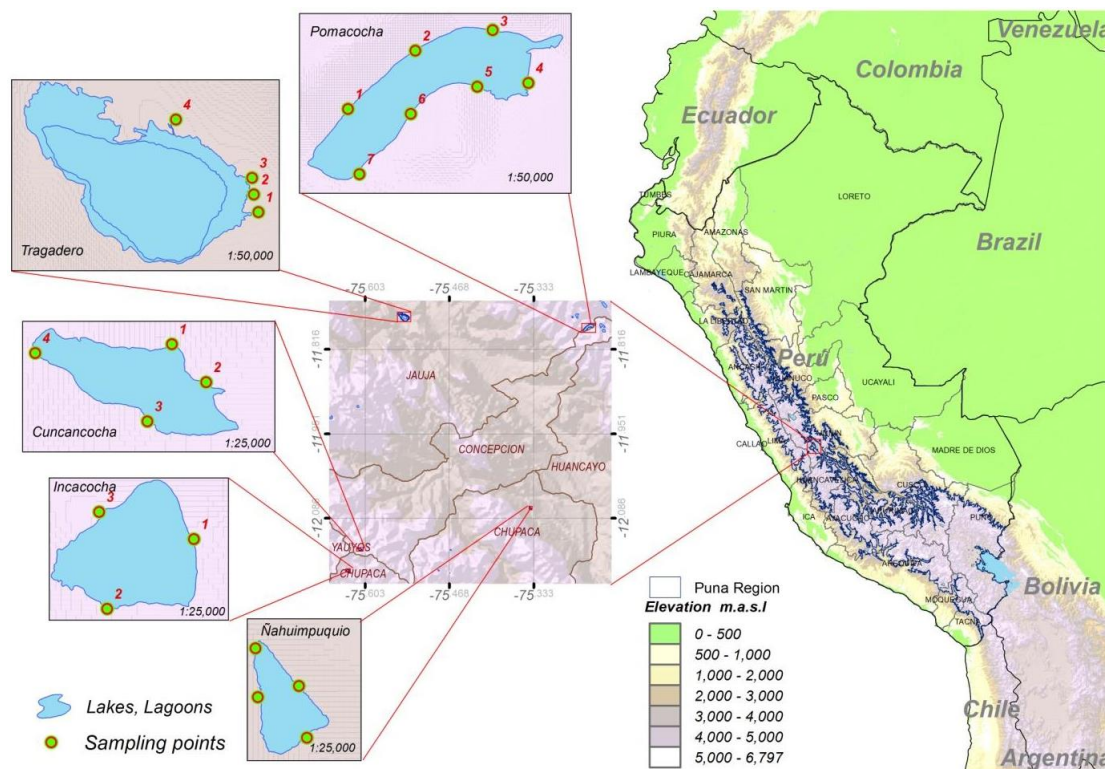 Pomacocha
1
2
3
4
5
6
7
1:50,000
Tragadero
4
3
2
1
1:50,000
Cuncancocha
1
2
3
4
1:25,000
Incacocha
3
1
2
1:25,000
Ñahuimpuquio
1:25,000
Lakes, Lagoons
Sampling points
-75.603
-75.468
-75.333
-11.816
-11.951
-12.086
-11.816
-11.951
-12.086
-75.603
-75.468
-75.333
JAUJA
CONCEPCION
HUANCAYO
CHUPACA
YAUYOS
CHUPACA
Venezuela
Colombia
Ecuador
Brazil
Perú
Bolivia
Chile
Argentina
TUMBES
PIURA
LAMBAYEQUE
CAJAMARCA
AMAZONAS
LORETO
SAN MARTIN
LA LIBERTAD
UCAYALI
PASCO
CALLAO
MADRE DE DIOS
ICA
PUNO
MOQUEGUA
TACNA
Puna Region
Elevation m.a.s.l
0 - 500
500 - 1,000
1,000 - 2,000
2,000 - 3,000
3,000 - 4,000
4,000 - 5,000
5,000 - 6,797